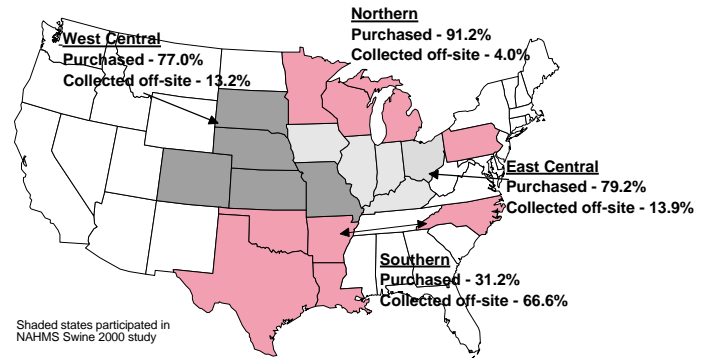 Northern
Purchased - 91.2%
Collected off-site - 4.0%
West Central
Purchased - 77.0%
Collected off-site - 13.2%
East Central
Purchased - 79.2%
Collected off-site - 13.9%
Southern
Purchased - 31.2%
Collected off-site - 66.6%
Shaded states participated in
NAHMS Swine 2000 study